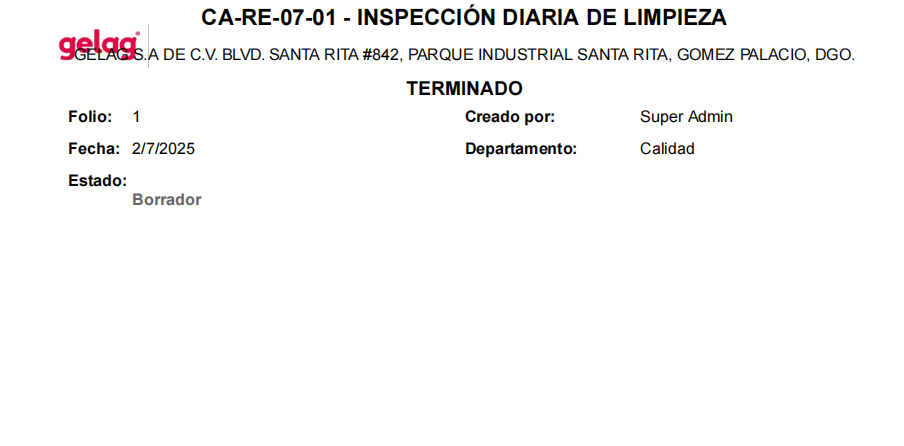 CA-RE-07-01 - INSPECCIÓN DIARIA DE LIMPIEZA
gelag
GELAG S.A DE C.V. BLVD. SANTA RITA #842, PARQUE INDUSTRIAL SANTA RITA, GOMEZ PALACIO, DGO.
TERMINADO
Folio: 1 Creado por: Super Admin
Fecha: 2/7/2025 Departamento: Calidad
Estado:
Borrador